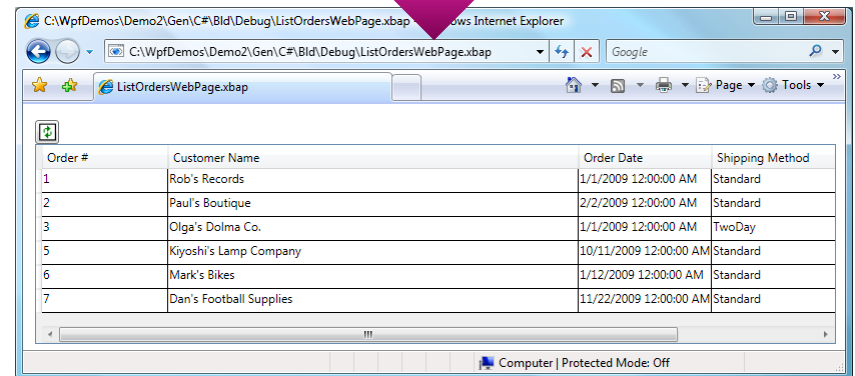 C:\WpfDemos\Demo2\Gen\C#\Bld\Debug\ListOrdersWebPage.xbap ows Internet Explorer
C:\WpfDemos\Demo2\Gen\C#\Bld\Debug\ListOrdersWebPage.xbap Google
ListOrdersWebPage.xbap Page Tools
Order # Customer Name Order Date Shipping Method
1 Rob's Records 1/1/2009 12:00:00 AM Standard
2 Paul's Boutique 2/2/2009 12:00:00 AM Standard
3 Olga's Dolma Co. 1/1/2009 12:00:00 AM TwoDay
5 Kiyoshi's Lamp Company 10/11/2009 12:00:00 AM Standard
6 Mark's Bikes 1/12/2009 12:00:00 AM Standard
7 Dan's Football Supplies 11/22/2009 12:00:00 AM Standard
Computer | Protected Mode: Off